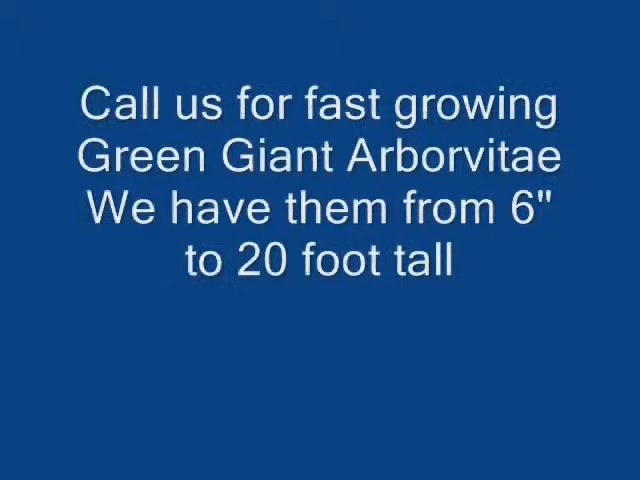 Call us for fast growing
Green Giant Arborvitae
We have them from 6"
to 20 foot tall